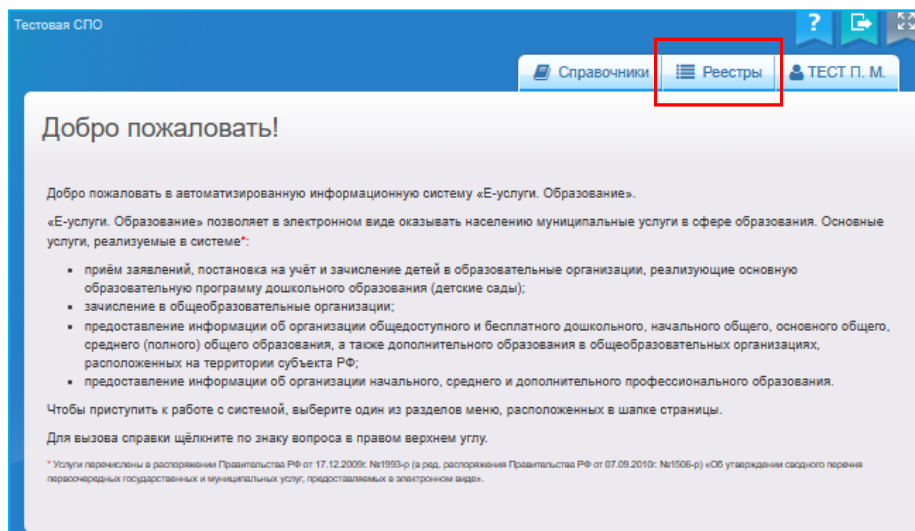 Тестовая СПО
?
Справочники
Реестры
ТЕСТ П. М.
Добро пожаловать!
Добро пожаловать в автоматизированную информационную систему «Е-услуги. Образование».
«Е-услуги. Образование» позволяет в электронном виде оказывать населению муниципальные услуги в сфере образования. Основные
услуги, реализуемые в системе*:
• приём заявлений, постановка на учёт и зачисление детей в образовательные организации, реализующие основную
образовательную программу дошкольного образования (детские сады);
• зачисление в общеобразовательные организации;
• предоставление информации об организации общедоступного и бесплатного дошкольного, начального общего, основного общего,
среднего (полного) общего образования, а также дополнительного образования в общеобразовательных организациях,
расположенных на территории субъекта РФ;
• предоставление информации об организации начального, среднего и дополнительного профессионального образования.
Чтобы приступить к работе с системой, выберите один из разделов меню, расположенных в шапке страницы.
Для вызова справки щёлкните по знаку вопроса в правом верхнем углу.
* Услуги перечислены в распоряжении Правительства РФ от 17.12.2009г. №1993-р (в ред. распоряжения Правительства РФ от 07.09.2010г. №1506-р) «Об утверждении сводного перечня
первоочередных государственных и муниципальных услуг, предоставляемых в электронном виде».